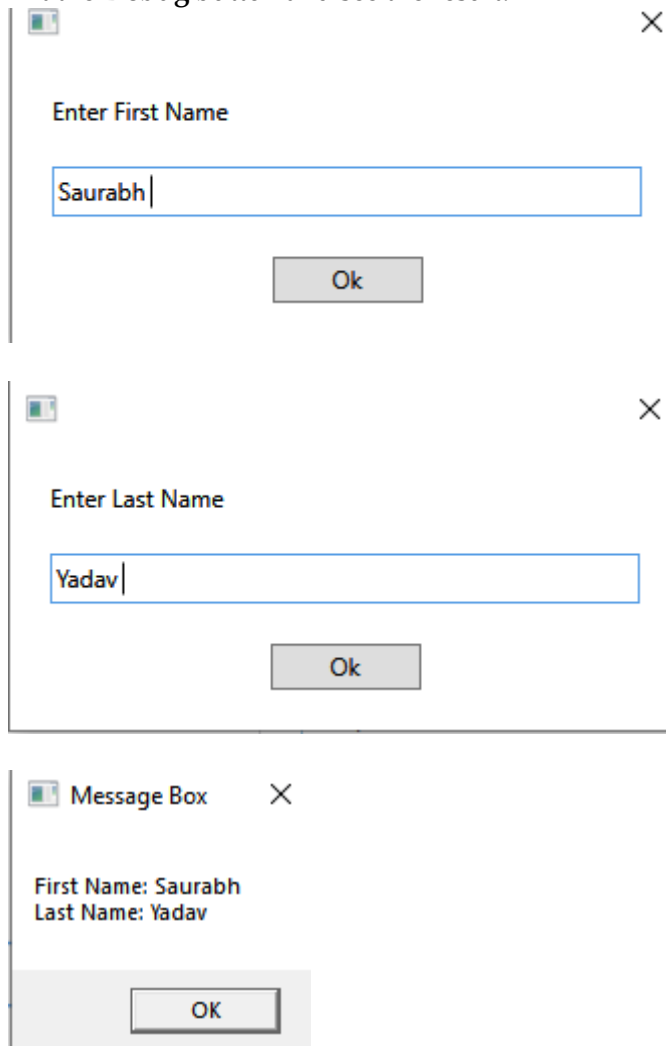 Enter First Name
Saurabh
Ok
Enter Last Name
Yadav
Ok
Message Box
First Name: Saurabh
Last Name: Yadav
OK